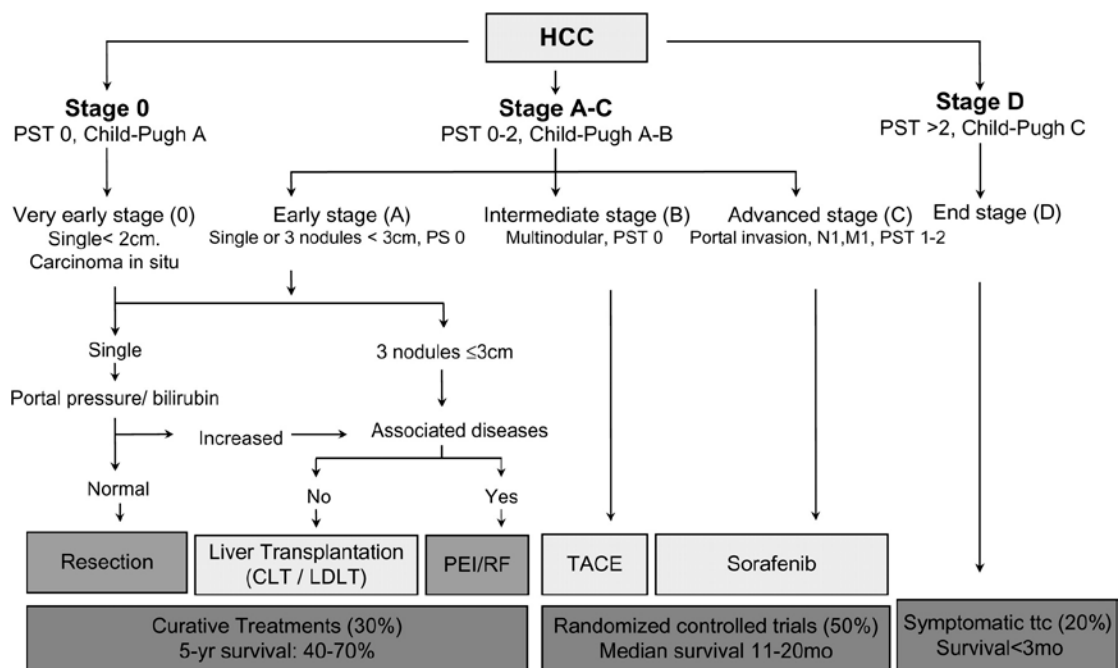 HCC
Stage 0
PST 0, Child-Pugh A
Stage A-C
PST 0-2, Child-Pugh A-B
Stage D
PST >2, Child-Pugh C
Very early stage (0)
Single< 2cm.
Carcinoma in situ
Early stage (A)
Single or 3 nodules < 3cm, PS 0
Intermediate stage (B)
Multinodular, PST 0
Advanced stage (C)
Portal invasion, N1,M1, PST 1-2
End stage (D)
Single
3 nodules ≤3cm
Portal pressure/ bilirubin
Increased
Associated diseases
Normal
No
Yes
Resection
Liver Transplantation
(CLT / LDLT)
PEI/RF
TACE
Sorafenib
Curative Treatments (30%)
5-yr survival: 40-70%
Randomized controlled trials (50%)
Median survival 11-20mo
Symptomatic ttc (20%)
Survival<3mo